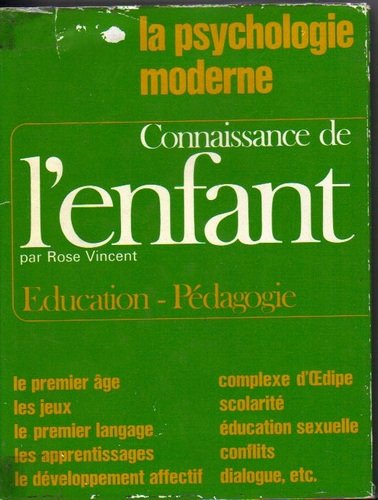 la psychologie
moderne
Connaissance de
l'enfant
par Rose Vincent
Education - Pédagogie
le premier âge
les jeux
le premier langage
les apprentissages
le développement affectif
complexe d'Œdipe
scolarité
éducation sexuelle
conflits
dialogue, etc.